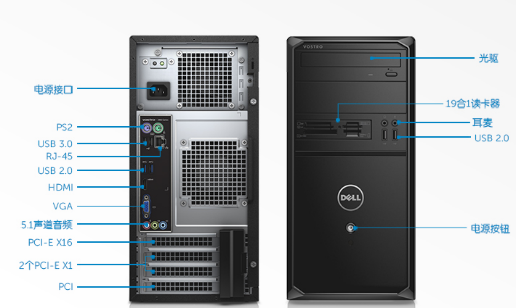 VOSTRO
光驱
电源接口
19合1读卡器
PS2
耳麦
USB 3.0
USB 2.0
RJ-45
USB 2.0
HDMI
DELL
VGA
5.1声道音频
电源按钮
PCI-E X16
2个PCI-E X1
PCI